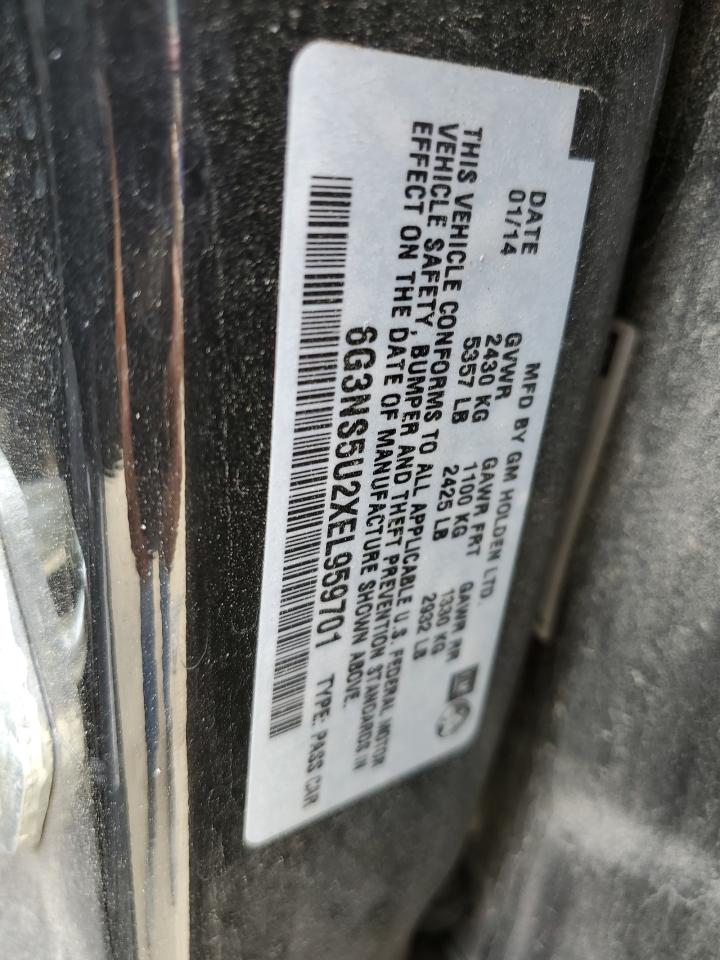 MFD BY GM HOLDEN LTD.
DATE GVWR GAWR FRT GAWR RR
01/14 2430 KG 1100 KG 1330 KG
5357 LB 2425 LB 2932 LB
THIS VEHICLE CONFORMS TO ALL APPLICABLE U.S. FEDERAL MOTOR
VEHICLE SAFETY, BUMPER AND THEFT PREVENTION STANDARDS IN
EFFECT ON THE DATE OF MANUFACTURE SHOWN ABOVE.
6G3NS5U2XEL959701 TYPE: PASS CAR